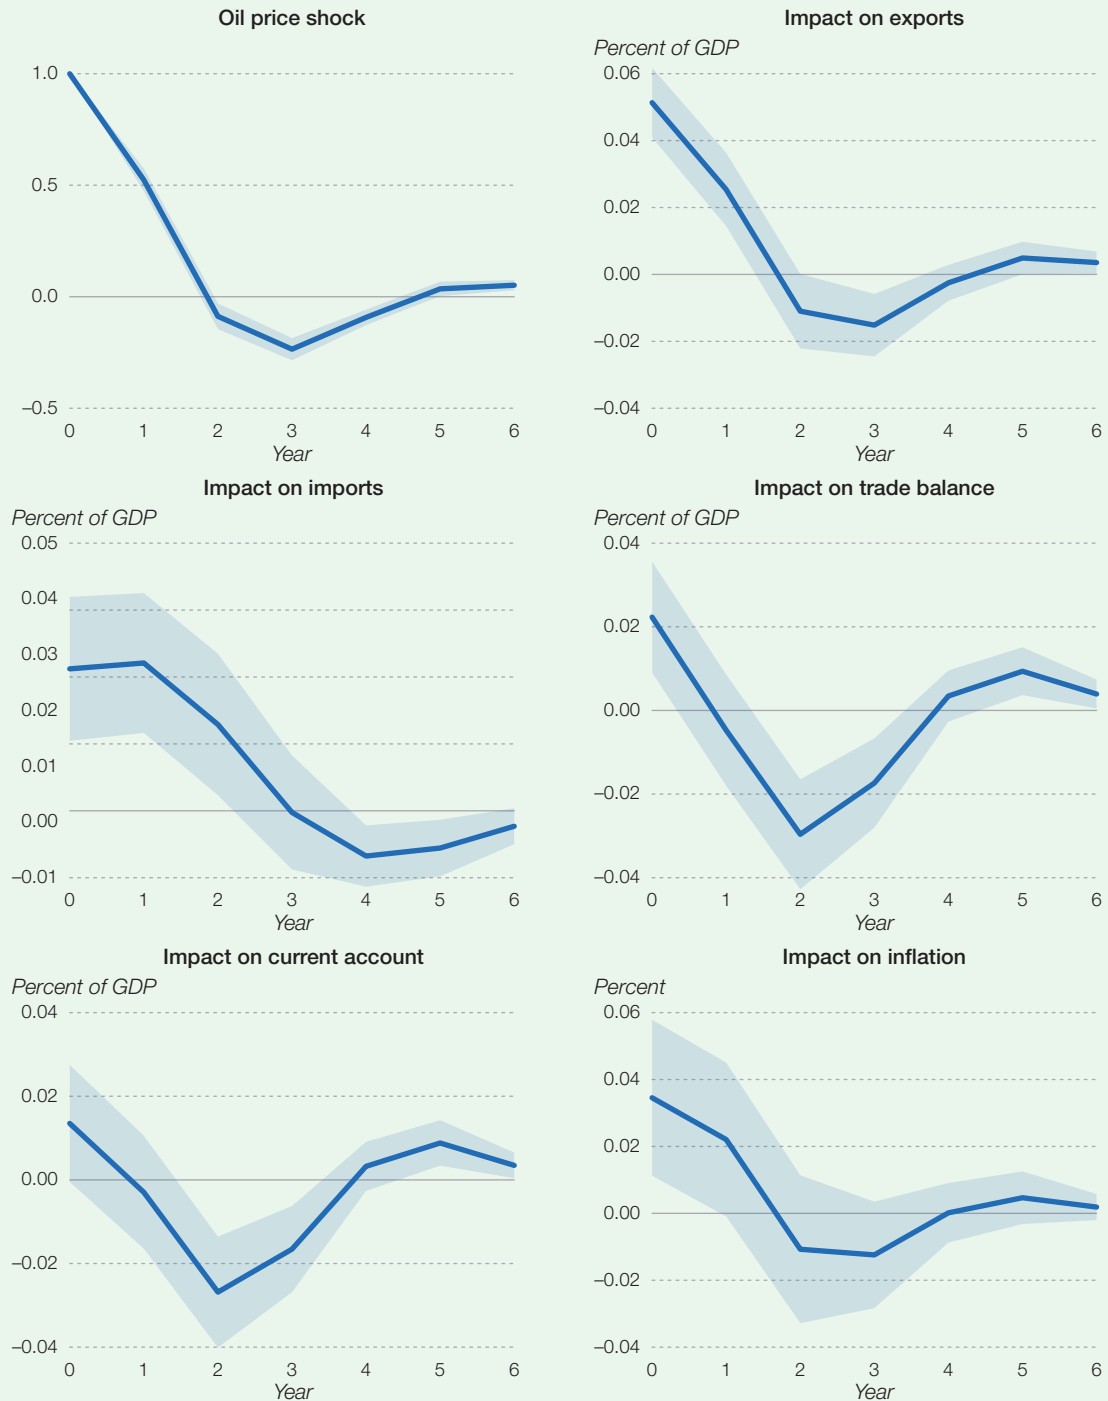 Oil price shock
1.0
0.5
0.0
–0.5
0 1 2 3 4 5 6
Year
Impact on exports
Percent of GDP
0.06
0.04
0.02
0.00
–0.02
–0.04
0 1 2 3 4 5 6
Year
Impact on imports
Percent of GDP
0.05
0.04
0.03
0.02
0.01
0.00
–0.01
0 1 2 3 4 5 6
Year
Impact on trade balance
Percent of GDP
0.04
0.02
0.00
–0.02
–0.04
0 1 2 3 4 5 6
Year
Impact on current account
Percent of GDP
0.04
0.02
0.00
–0.02
–0.04
0 1 2 3 4 5 6
Year
Impact on inflation
Percent
0.06
0.04
0.02
0.00
–0.02
–0.04
0 1 2 3 4 5 6
Year